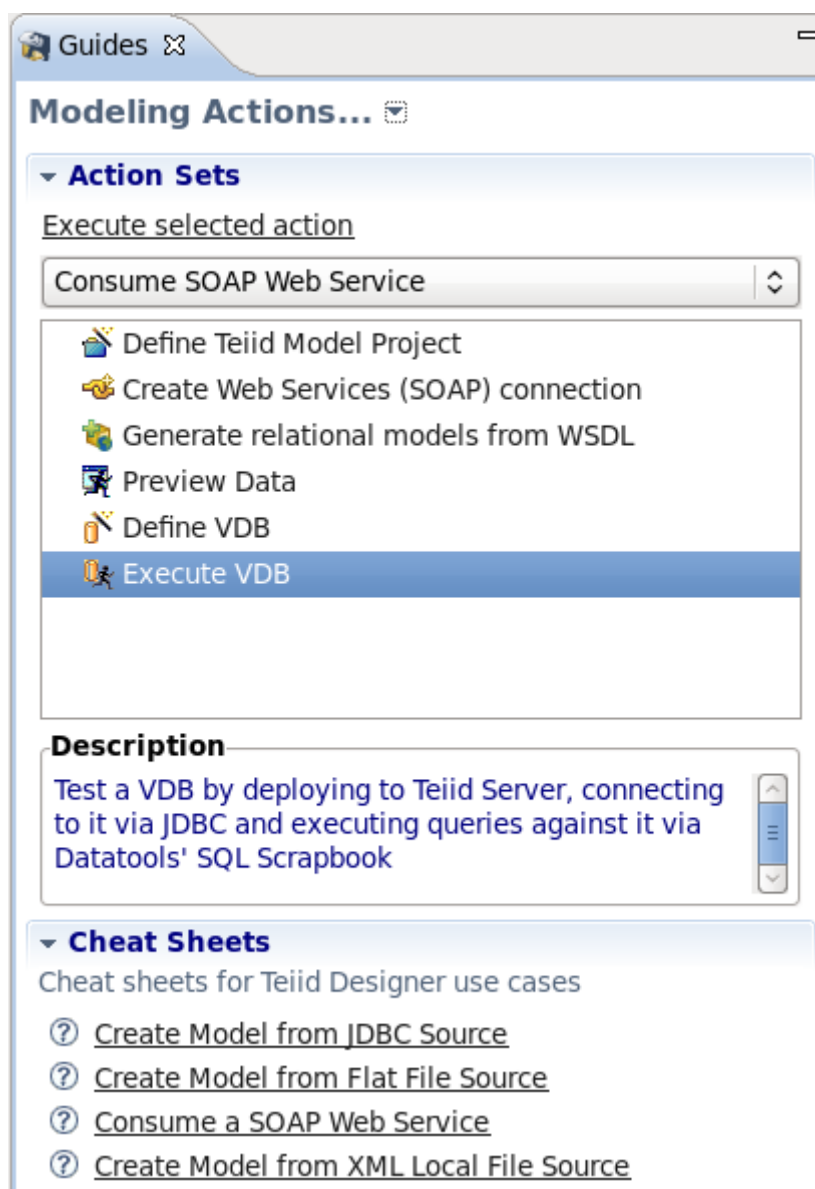 Guides
Modeling Actions...
Action Sets
Execute selected action
Consume SOAP Web Service
Define Teiid Model Project
Create Web Services (SOAP) connection
Generate relational models from WSDL
Preview Data
Define VDB
Execute VDB
Description
Test a VDB by deploying to Teiid Server, connecting
to it via JDBC and executing queries against it via
Datatools' SQL Scrapbook
Cheat Sheets
Cheat sheets for Teiid Designer use cases
Create Model from JDBC Source
Create Model from Flat File Source
Consume a SOAP Web Service
Create Model from XML Local File Source